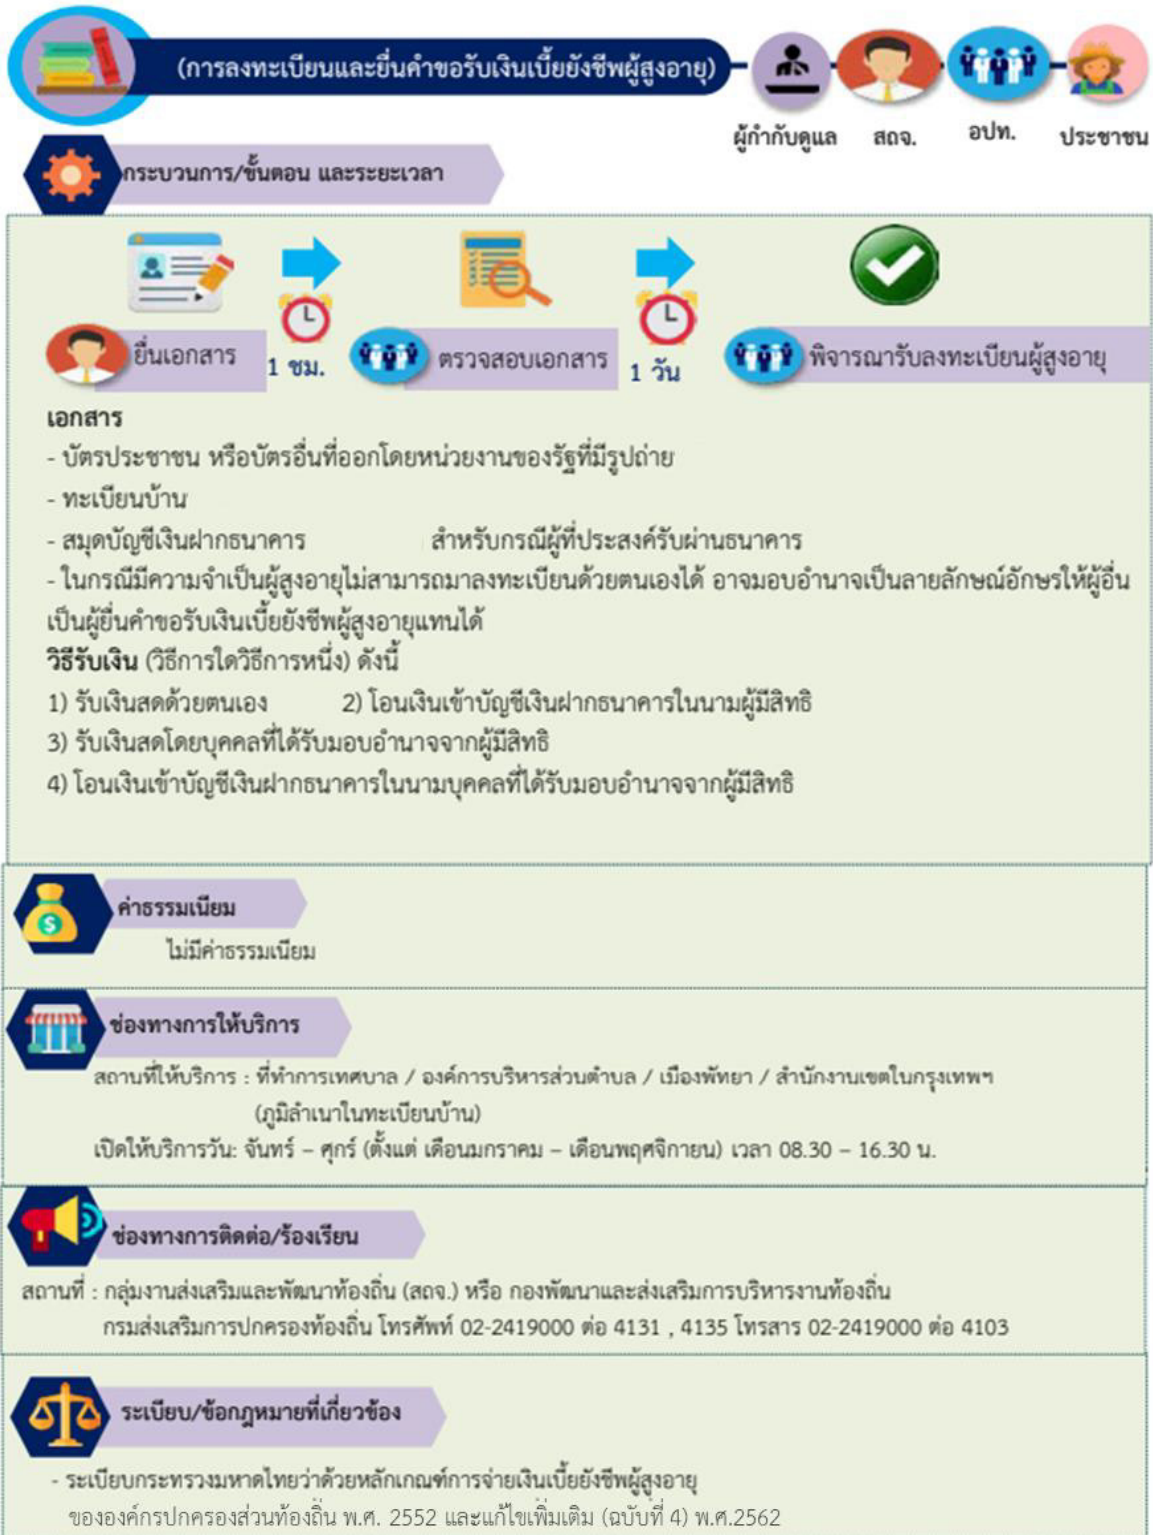 (การลงทะเบียนและยื่นคำขอรับเงินเบี้ยยังชีพผู้สูงอายุ)
ผู้กำกับดูแล สถจ. อปท. ประชาชน
กระบวนการ/ขั้นตอน และระยะเวลา
ยื่นเอกสาร 1 ชม. ตรวจสอบเอกสาร 1 วัน พิจารณารับลงทะเบียนผู้สูงอายุ
เอกสาร
- บัตรประชาชน หรือบัตรอื่นที่ออกโดยหน่วยงานของรัฐที่มีรูปถ่าย
- ทะเบียนบ้าน
- สมุดบัญชีเงินฝากธนาคาร สำหรับกรณีผู้ที่ประสงค์รับผ่านธนาคาร
- ในกรณีมีความจำเป็นผู้สูงอายุไม่สามารถมาลงทะเบียนด้วยตนเองได้ อาจมอบอำนาจเป็นลายลักษณ์อักษรให้ผู้อื่น
เป็นผู้ยื่นคำขอรับเงินเบี้ยยังชีพผู้สูงอายุแทนได้
วิธีรับเงิน (วิธีการใดวิธีการหนึ่ง) ดังนี้
1) รับเงินสดด้วยตนเอง 2) โอนเงินเข้าบัญชีเงินฝากธนาคารในนามผู้มีสิทธิ
3) รับเงินสดโดยบุคคลที่ได้รับมอบอำนาจจากผู้มีสิทธิ
4) โอนเงินเข้าบัญชีเงินฝากธนาคารในนามบุคคลที่ได้รับมอบอำนาจจากผู้มีสิทธิ
ค่าธรรมเนียม
ไม่มีค่าธรรมเนียม
ช่องทางการให้บริการ
สถานที่ให้บริการ : ที่ทำการเทศบาล / องค์การบริหารส่วนตำบล / เมืองพัทยา / สำนักงานเขตในกรุงเทพฯ
(ภูมิลำเนาในทะเบียนบ้าน)
เปิดให้บริการวัน: จันทร์ – ศุกร์ (ตั้งแต่ เดือนมกราคม – เดือนพฤศจิกายน) เวลา 08.30 – 16.30 น.
ช่องทางการติดต่อ/ร้องเรียน
สถานที่ : กลุ่มงานส่งเสริมและพัฒนาท้องถิ่น (สถจ.) หรือ กองพัฒนาและส่งเสริมการบริหารงานท้องถิ่น
กรมส่งเสริมการปกครองท้องถิ่น โทรศัพท์ 02-2419000 ต่อ 4131 , 4135 โทรสาร 02-2419000 ต่อ 4103
ระเบียบ/ข้อกฎหมายที่เกี่ยวข้อง
- ระเบียบกระทรวงมหาดไทยว่าด้วยหลักเกณฑ์การจ่ายเงินเบี้ยยังชีพผู้สูงอายุ
ขององค์กรปกครองส่วนท้องถิ่น พ.ศ. 2552 และแก้ไขเพิ่มเติม (ฉบับที่ 4) พ.ศ.2562